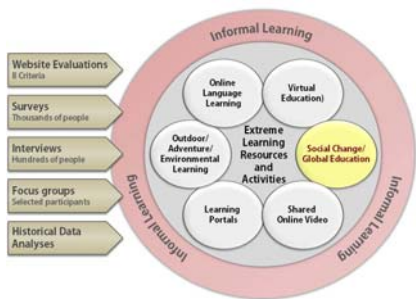 Website Evaluations
8 Criteria
Surveys
Thousands of people
Interviews
Hundreds of people
Focus groups
Selected participants
Historical Data
Analyses
Informal Learning
Online
Language
Learning
Virtual
Education)
Outdoor/
Adventure/
Environmental
Learning
Extreme
Learning
Resources
and
Activities
Social Change/
Global Education
Learning
Portals
Shared
Online Video
Informal Learning
Informal Learning